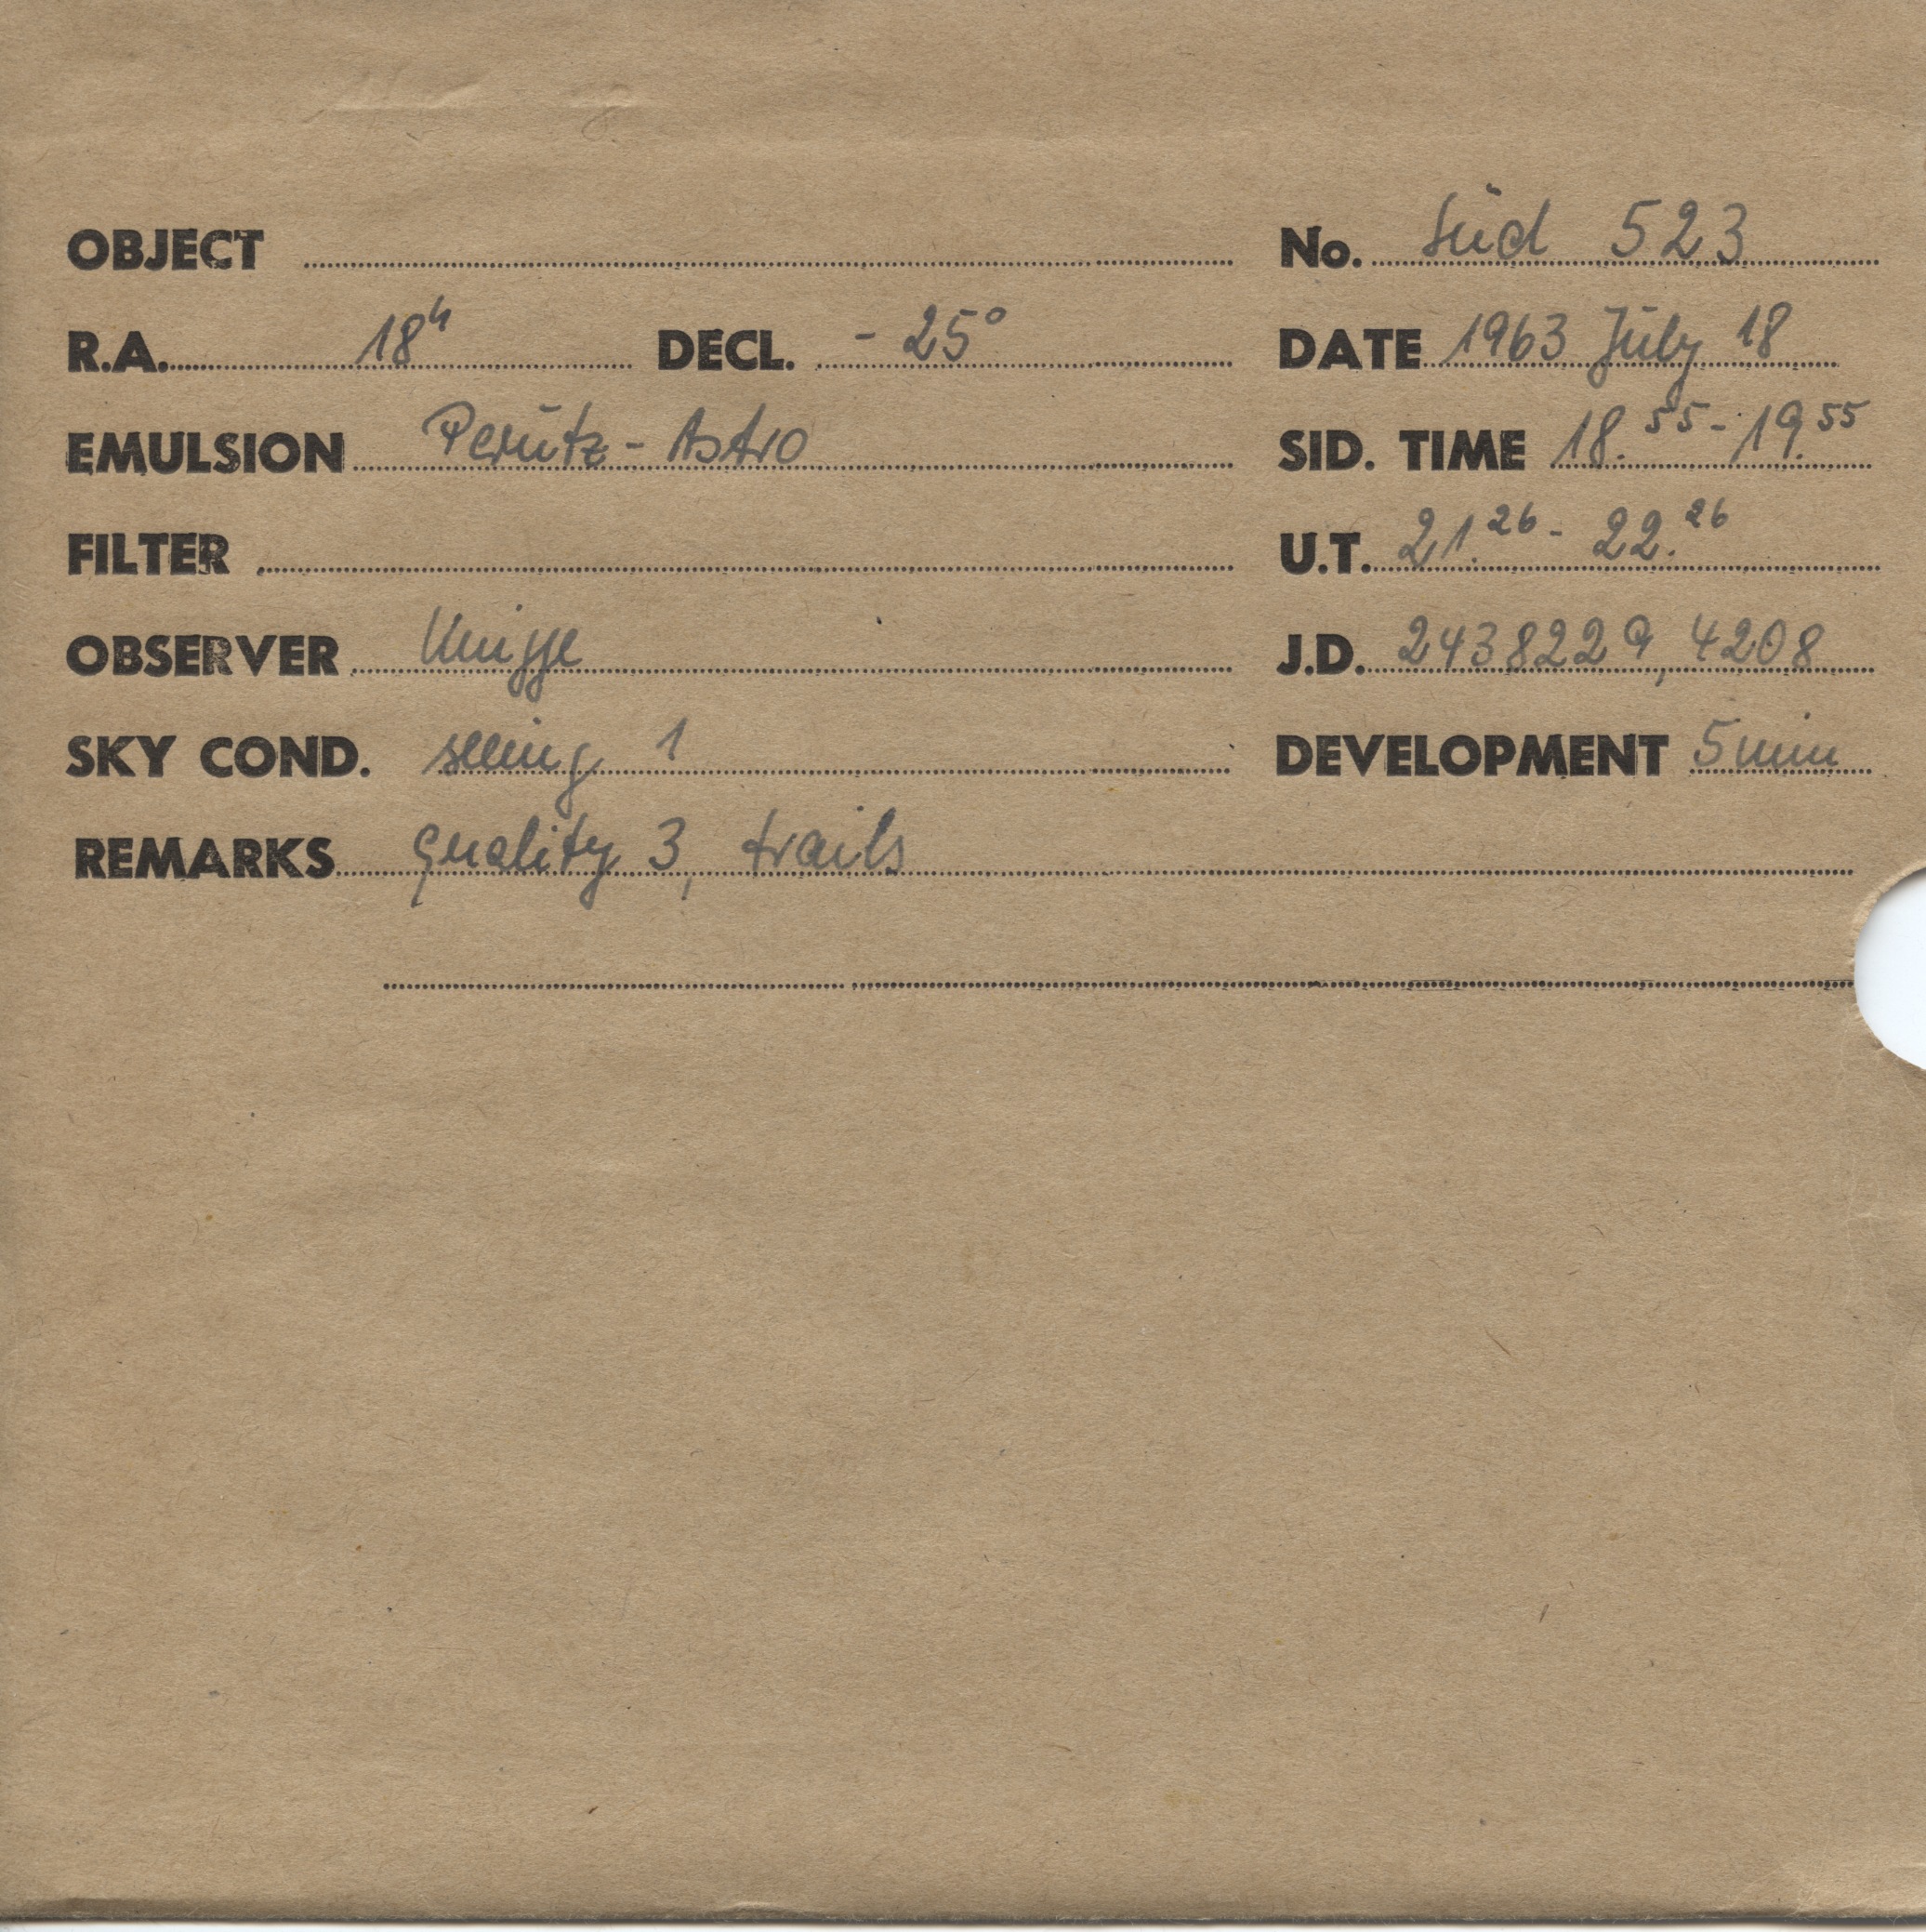 OBJECT No. Süd 523
R.A. 18h DECL. - 25° DATE 1963 July 18
EMULSION Perutz - Astro SID. TIME 18.55 - 19.55
FILTER U.T. 21.26 - 22.26
OBSERVER Knigge J.D. 2438229,4208
SKY COND. seeing 1 DEVELOPMENT 5 min
REMARKS quality 3, trails